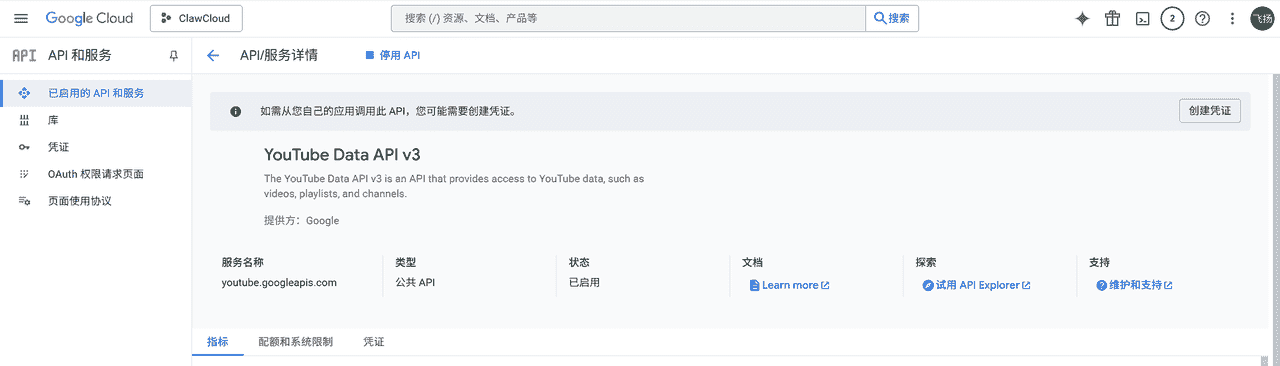 Google Cloud
ClawCloud
搜索 (/) 资源、文档、产品等
搜索
2
飞扬
API
API 和服务
API/服务详情
停用 API
已启用的 API 和服务
库
凭证
OAuth 权限请求页面
页面使用协议
如需从您自己的应用调用此 API，您可能需要创建凭证。
创建凭证
YouTube Data API v3
The YouTube Data API v3 is an API that provides access to YouTube data, such as
videos, playlists, and channels.
提供方：Google
服务名称
youtube.googleapis.com
类型
公共 API
状态
已启用
文档
Learn more
探索
试用 API Explorer
支持
维护和支持
指标
配额和系统限制
凭证